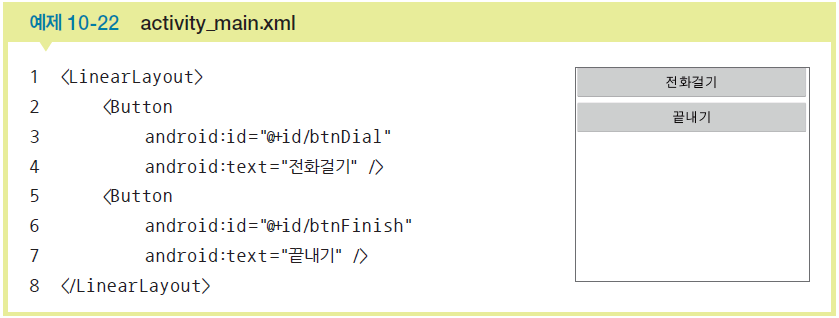 예제 10-22 activity_main.xml
1 <LinearLayout>
2 <Button
3 android:id="@+id/btnDial"
4 android:text="전화걸기" />
5 <Button
6 android:id="@+id/btnFinish"
7 android:text="끝내기" />
8 </LinearLayout>
전화걸기
끝내기